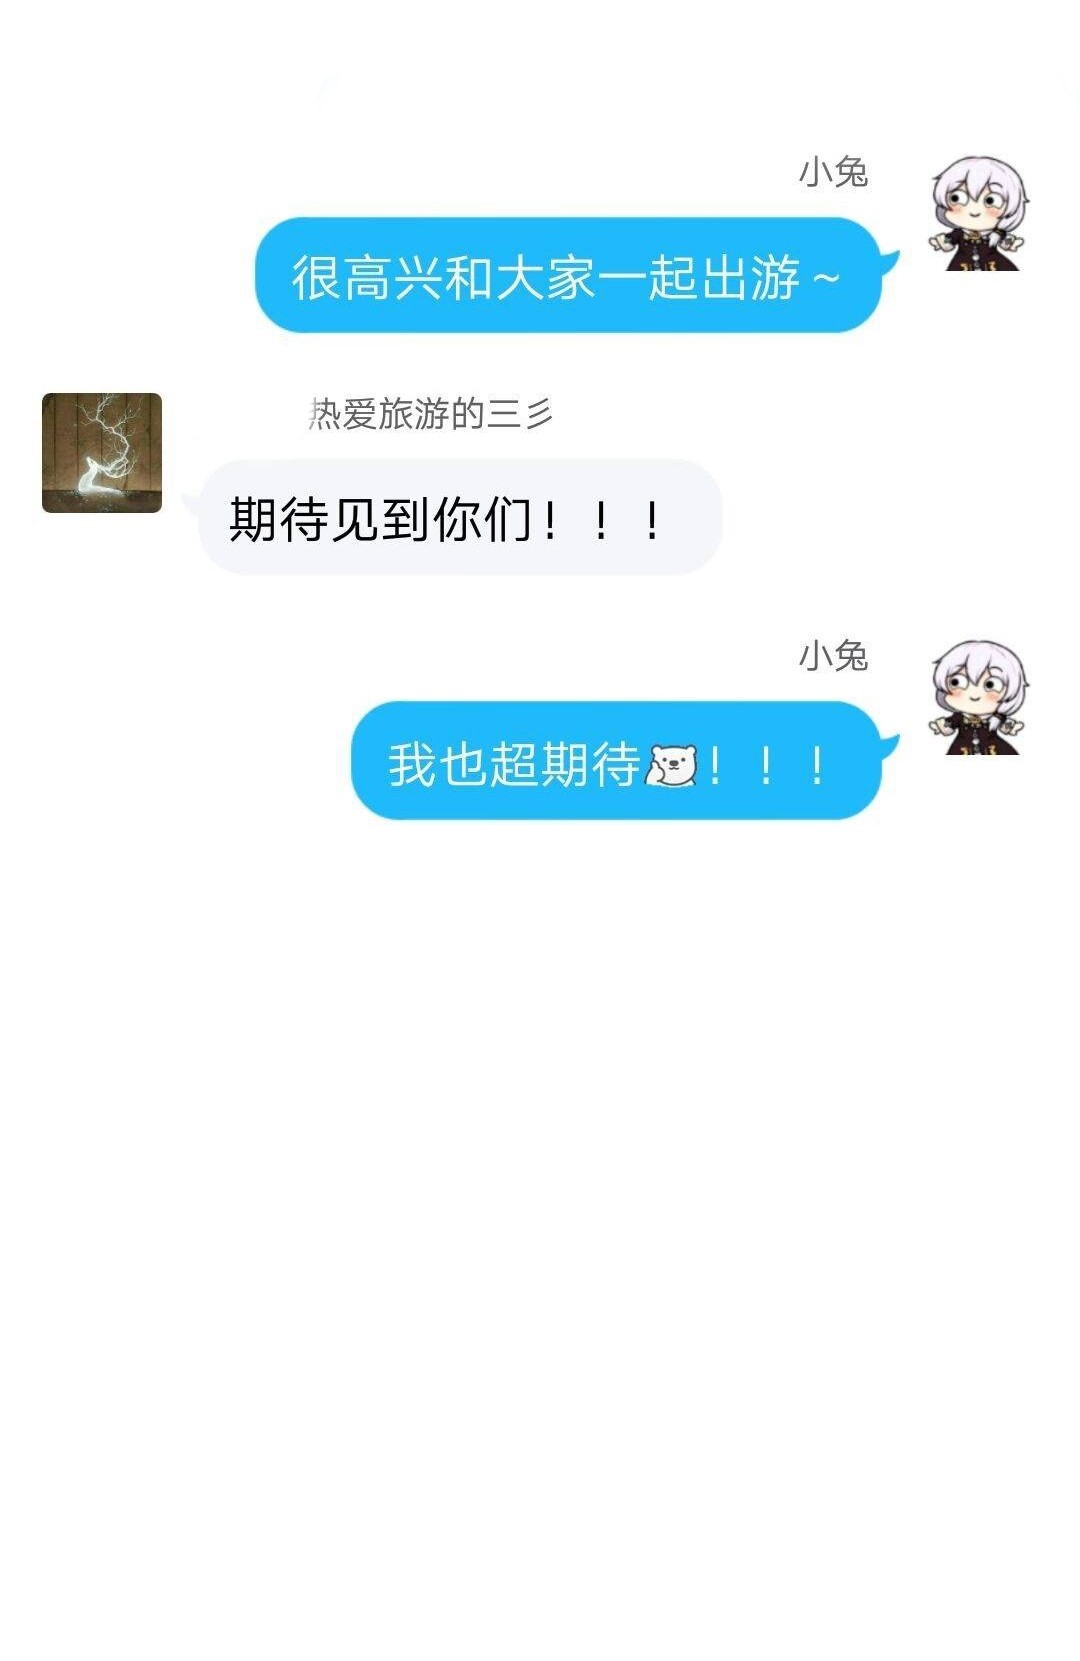 小兔
很高兴和大家一起出游~
热爱旅游的三彡
期待见到你们！！！
小兔
我也超期待！！！